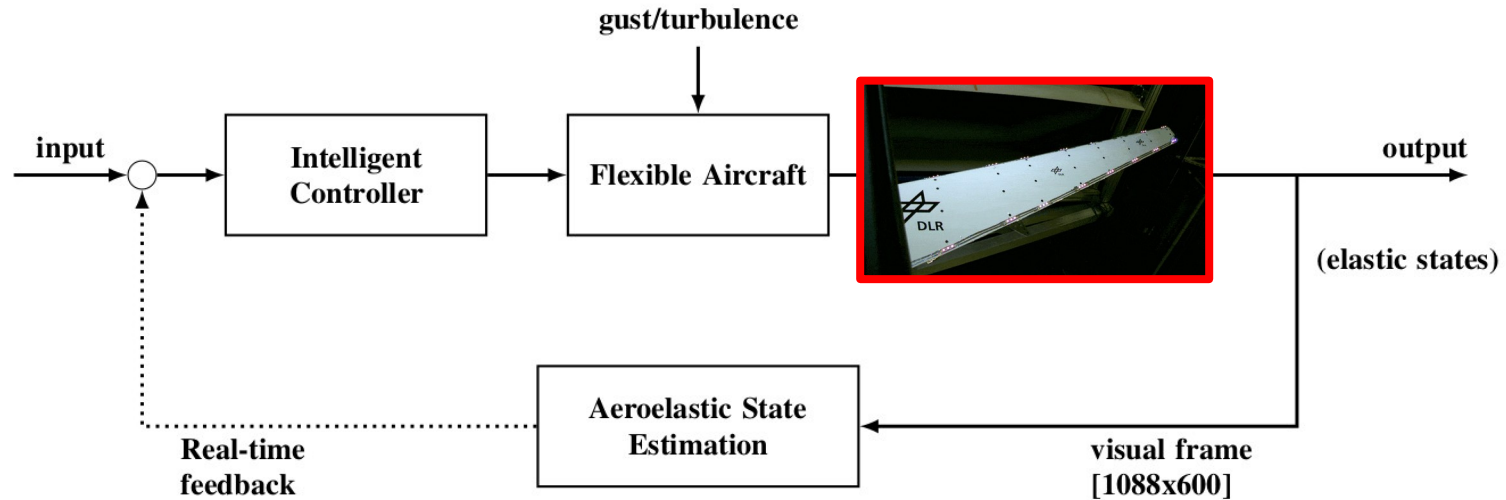 gust/turbulence
input
Intelligent
Controller
Flexible Aircraft
DLR
output
(elastic states)
Aeroelastic State
Estimation
Real-time
feedback
visual frame
[1088x600]